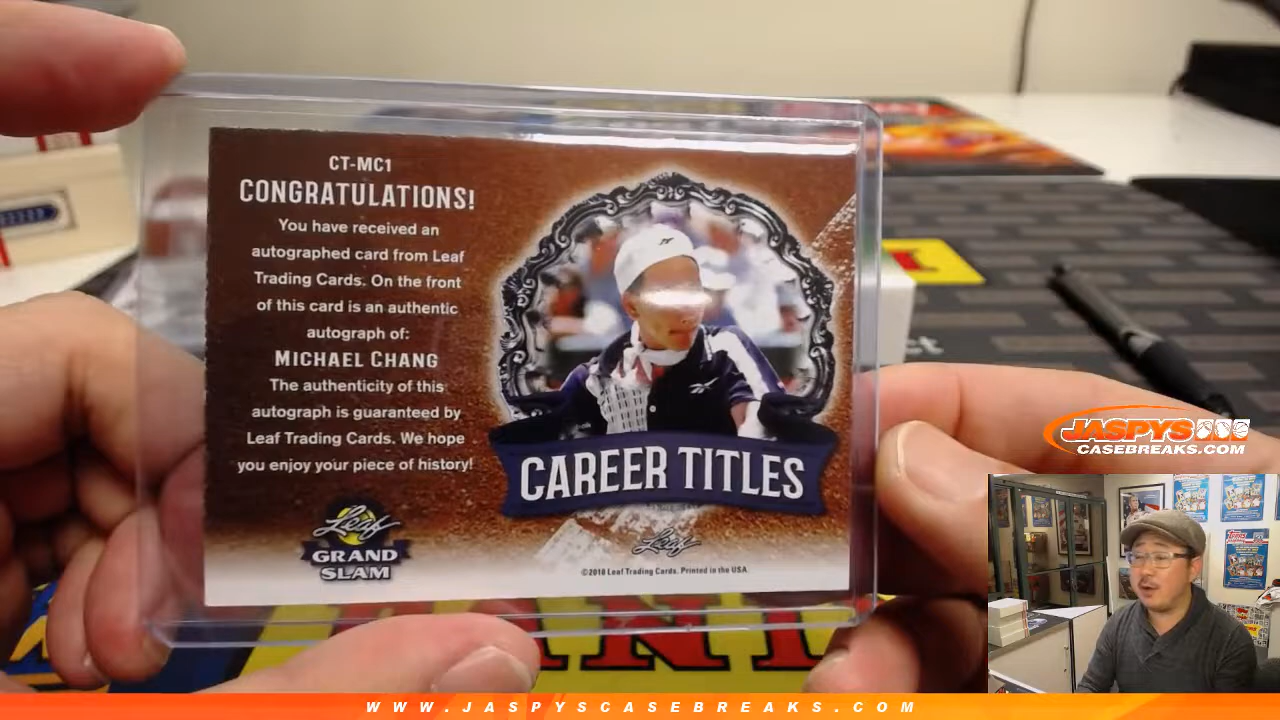 CT-MC1
CONGRATULATIONS!
You have received an
autographed card from Leaf
Trading Cards. On the front
of this card is an authentic
autograph of:
MICHAEL CHANG
The authenticity of this
autograph is guaranteed by
Leaf Trading Cards. We hope
you enjoy your piece of history!
Leaf
GRAND
SLAM
CAREER TITLES
Leaf
©2018 Leaf Trading Cards. Printed in the USA.
JASPYS
CASEBREAKS.COM
WWW.JASPYSCASEBREAKS.COM